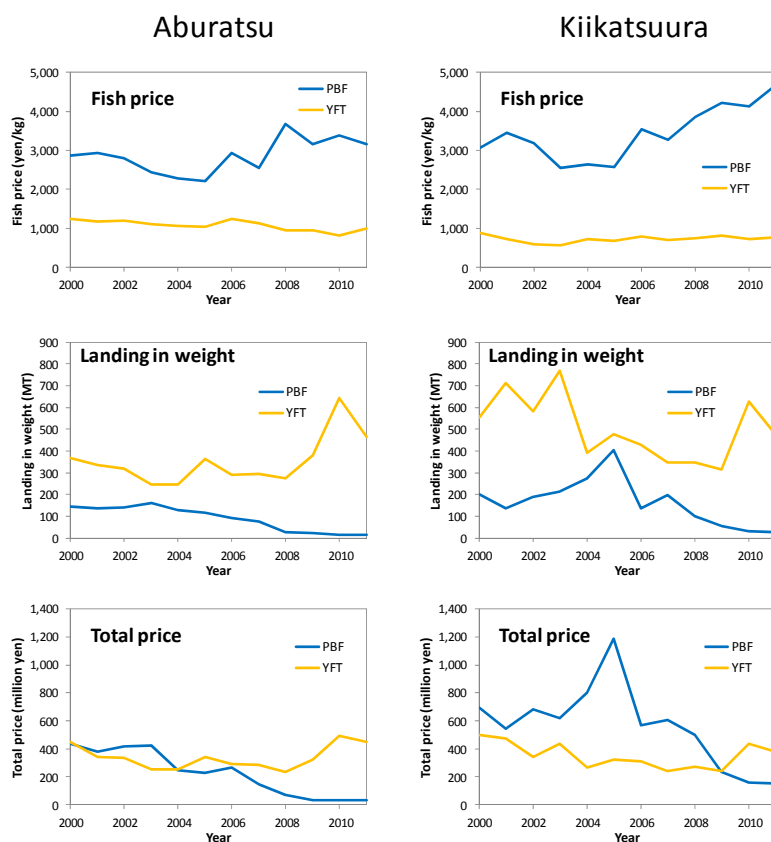 Aburatsu
Kiikatsuura
5,000
4,000
3,000
2,000
1,000
0
Fish price (yen/kg)
Fish price
PBF
YFT
2000
2002
2004
2006
2008
2010
Year
5,000
4,000
3,000
2,000
1,000
0
Fish price (yen/kg)
Fish price
PBF
YFT
2000
2002
2004
2006
2008
2010
Year
900
800
700
600
500
400
300
200
100
0
Landing in weight (MT)
Landing in weight
PBF
YFT
2000
2002
2004
2006
2008
2010
Year
900
800
700
600
500
400
300
200
100
0
Landing in weight (MT)
Landing in weight
PBF
YFT
2000
2002
2004
2006
2008
2010
Year
1,400
1,200
1,000
800
600
400
200
0
Total price (million yen)
Total price
PBF
YFT
2000
2002
2004
2006
2008
2010
Year
1,400
1,200
1,000
800
600
400
200
0
Total price (million yen)
Total price
PBF
YFT
2000
2002
2004
2006
2008
2010
Year